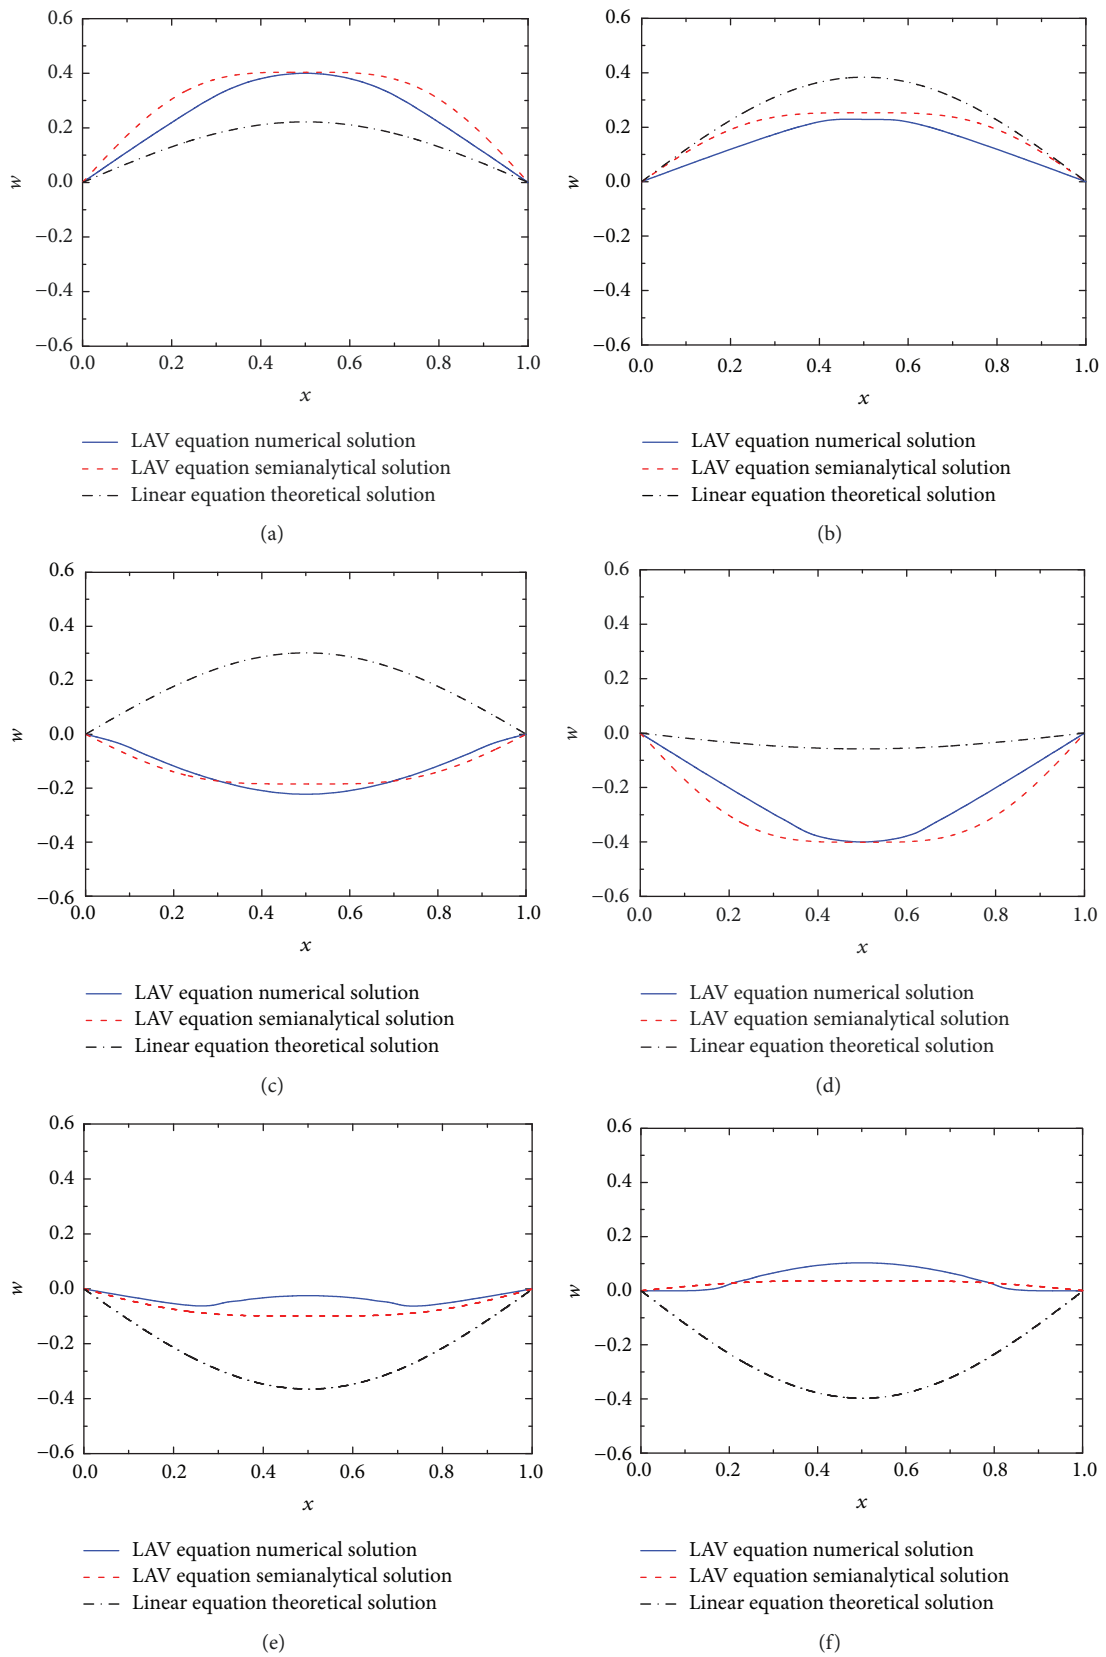 0.6
0.4
0.2
0.0
−0.2
−0.4
−0.6
w
0.0 0.2 0.4 0.6 0.8 1.0
x
LAV equation numerical solution
LAV equation semianalytical solution
Linear equation theoretical solution
(a)
0.6
0.4
0.2
0.0
−0.2
−0.4
−0.6
w
0.0 0.2 0.4 0.6 0.8 1.0
x
LAV equation numerical solution
LAV equation semianalytical solution
Linear equation theoretical solution
(b)
0.6
0.4
0.2
0.0
−0.2
−0.4
−0.6
w
0.0 0.2 0.4 0.6 0.8 1.0
x
LAV equation numerical solution
LAV equation semianalytical solution
Linear equation theoretical solution
(c)
0.6
0.4
0.2
0.0
−0.2
−0.4
−0.6
w
0.0 0.2 0.4 0.6 0.8 1.0
x
LAV equation numerical solution
LAV equation semianalytical solution
Linear equation theoretical solution
(d)
0.6
0.4
0.2
0.0
−0.2
−0.4
−0.6
w
0.0 0.2 0.4 0.6 0.8 1.0
x
LAV equation numerical solution
LAV equation semianalytical solution
Linear equation theoretical solution
(e)
0.6
0.4
0.2
0.0
−0.2
−0.4
−0.6
w
0.0 0.2 0.4 0.6 0.8 1.0
x
LAV equation numerical solution
LAV equation semianalytical solution
Linear equation theoretical solution
(f)